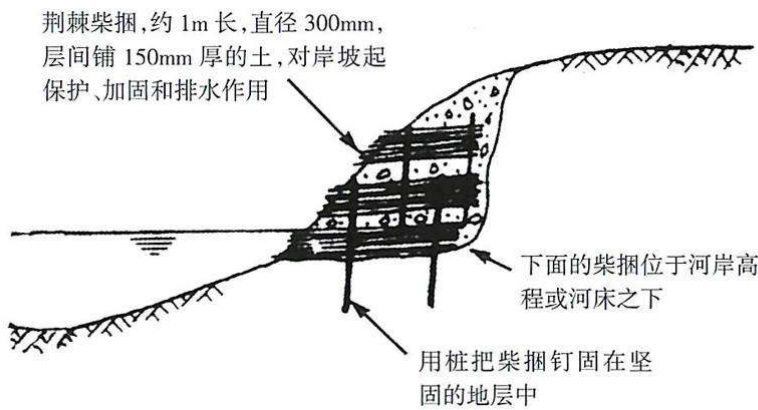 荆棘柴捆,约 1m 长,直径 300mm,
层间铺 150mm 厚的土,对岸坡起
保护、加固和排水作用
下面的柴捆位于河岸高
程或河床之下
用桩把柴捆钉固在坚
固的地层中